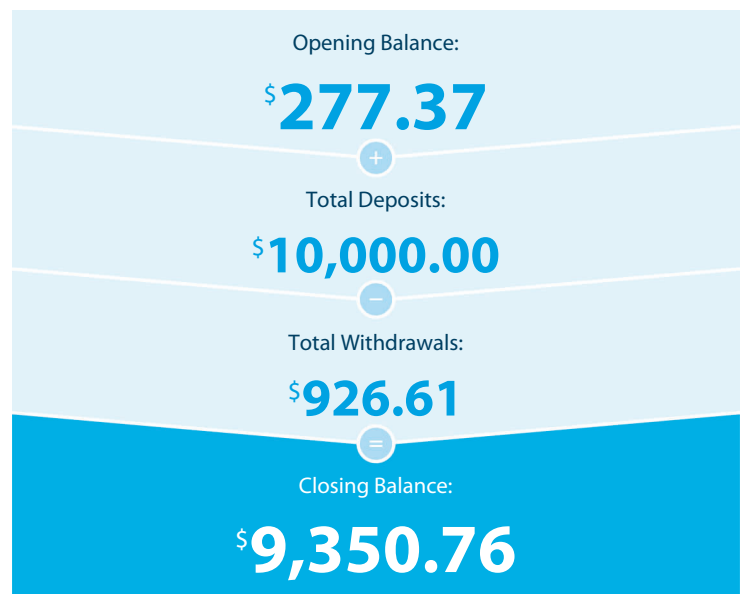 Opening Balance:
$277.37
+
Total Deposits:
$10,000.00
−
Total Withdrawals:
$926.61
=
Closing Balance:
$9,350.76